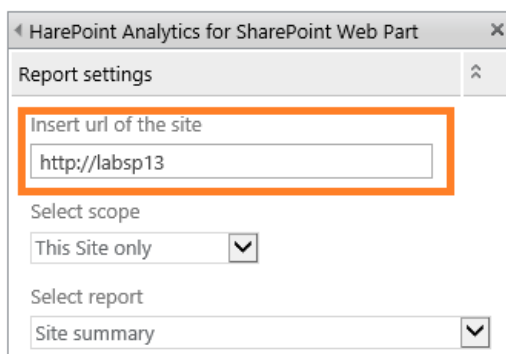 HarePoint Analytics for SharePoint Web Part
Report settings
Insert url of the site
http://labsp13
Select scope
This Site only
Select report
Site summary